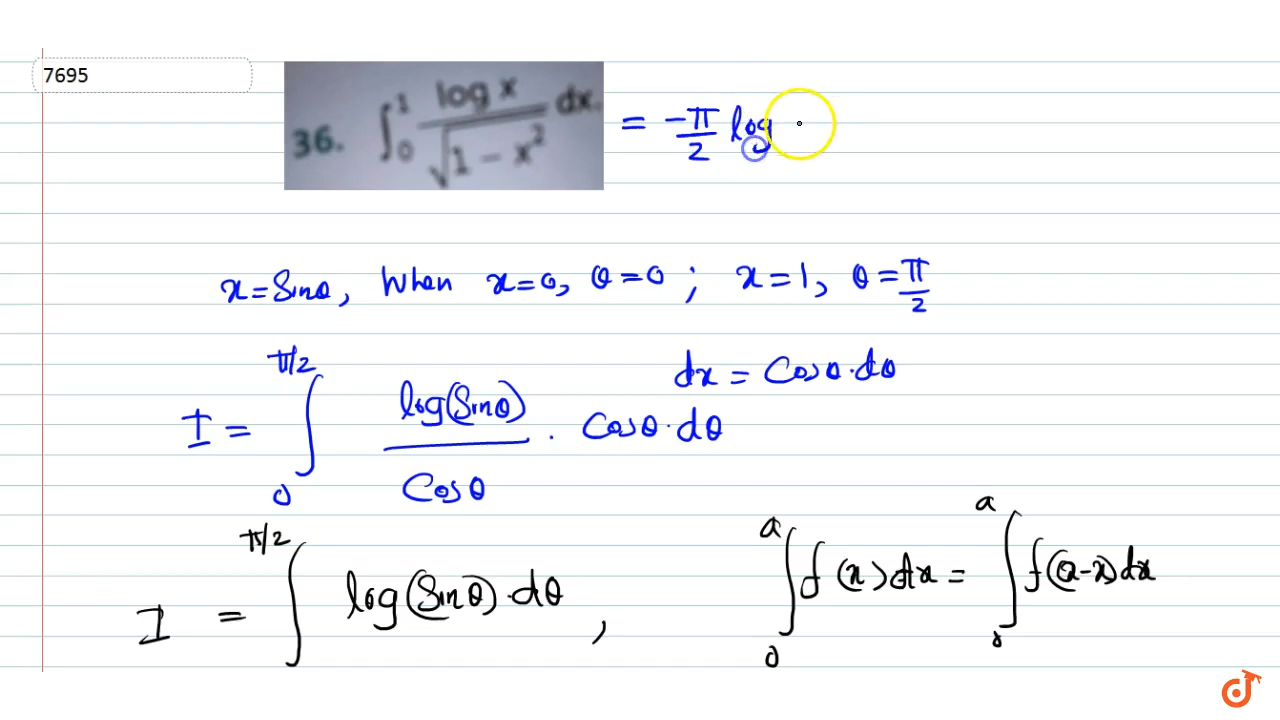 7695
36. ∫₀¹ log x / √(1 − x²) dx. = −π/2 log
x = Sinθ, When x = 0, θ = 0 ; x = 1, θ = π/2
dx = Cosθ·dθ
I = ∫₀^{π/2} log(Sinθ) / Cosθ · Cosθ·dθ
I = ∫₀^{π/2} log(Sinθ)·dθ , ∫₀^a f(x)dx = ∫₀^a f(a-x)dx